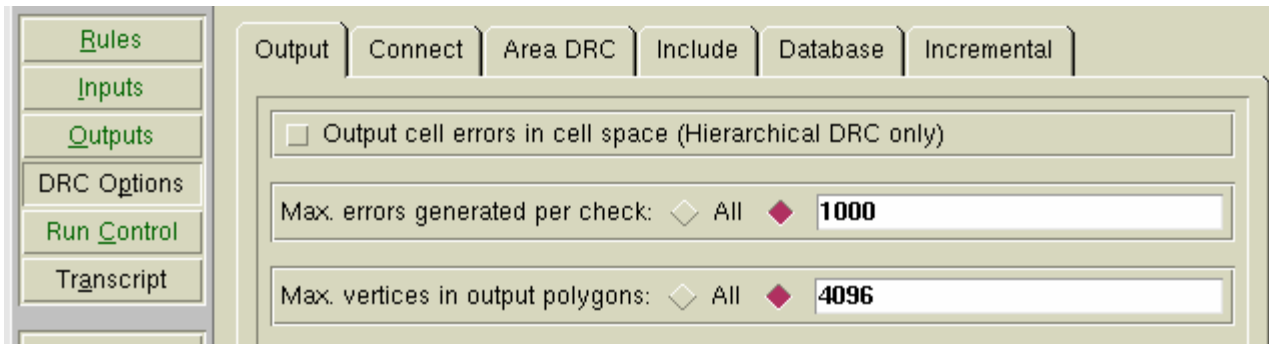 Rules
Inputs
Outputs
DRC Options
Run Control
Transcript
Output Connect Area DRC Include Database Incremental
Output cell errors in cell space (Hierarchical DRC only)
Max. errors generated per check: All 1000
Max. vertices in output polygons: All 4096